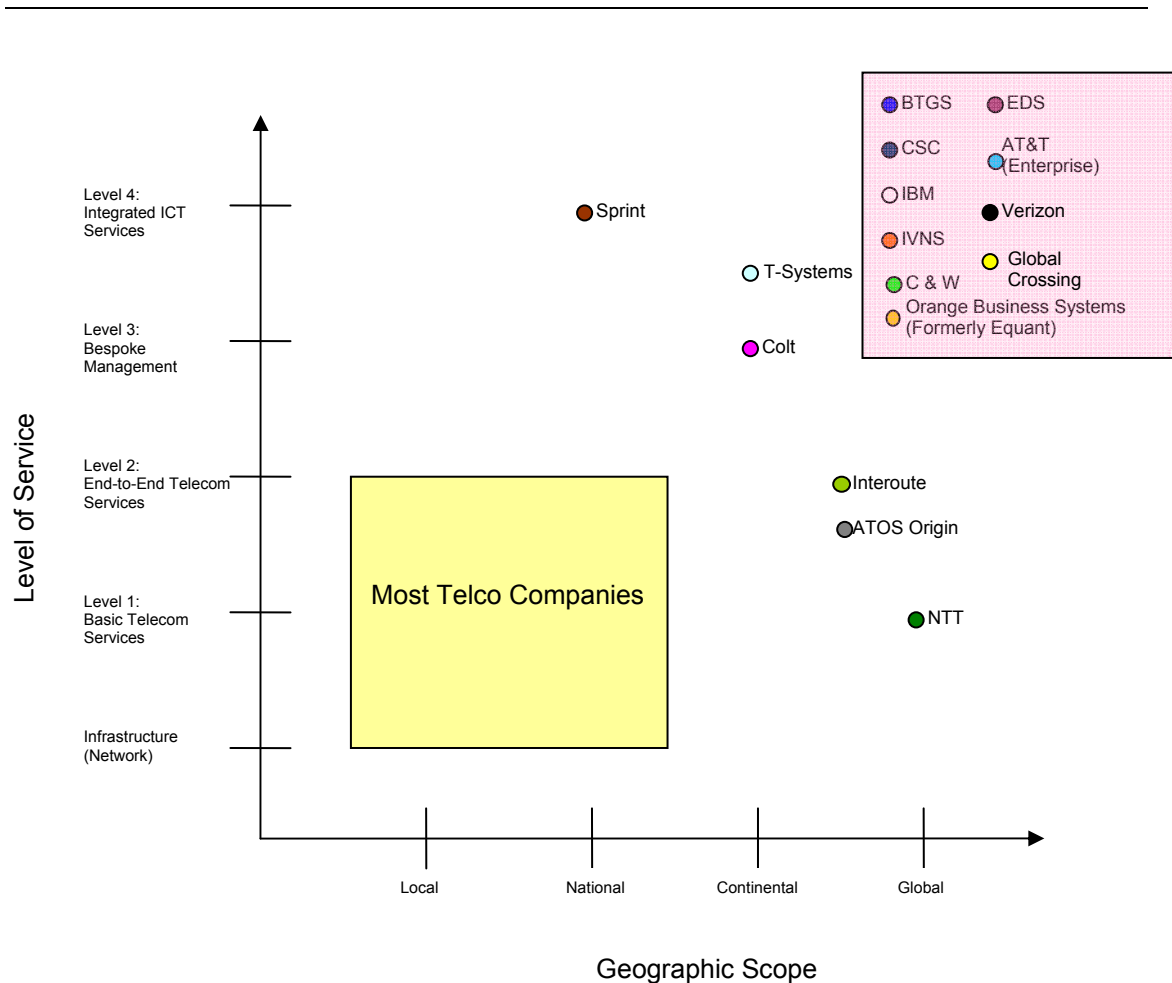 BTGS
EDS
CSC
AT&T
(Enterprise)
IBM
Verizon
IVNS
Global
Crossing
C & W
Orange Business Systems
(Formerly Equant)
Level 4:
Integrated ICT
Services
Sprint
T-Systems
Level 3:
Bespoke
Management
Colt
Level of Service
Level 2:
End-to-End Telecom
Services
Interoute
ATOS Origin
Most Telco Companies
Level 1:
Basic Telecom
Services
NTT
Infrastructure
(Network)
Local
National
Continental
Global
Geographic Scope